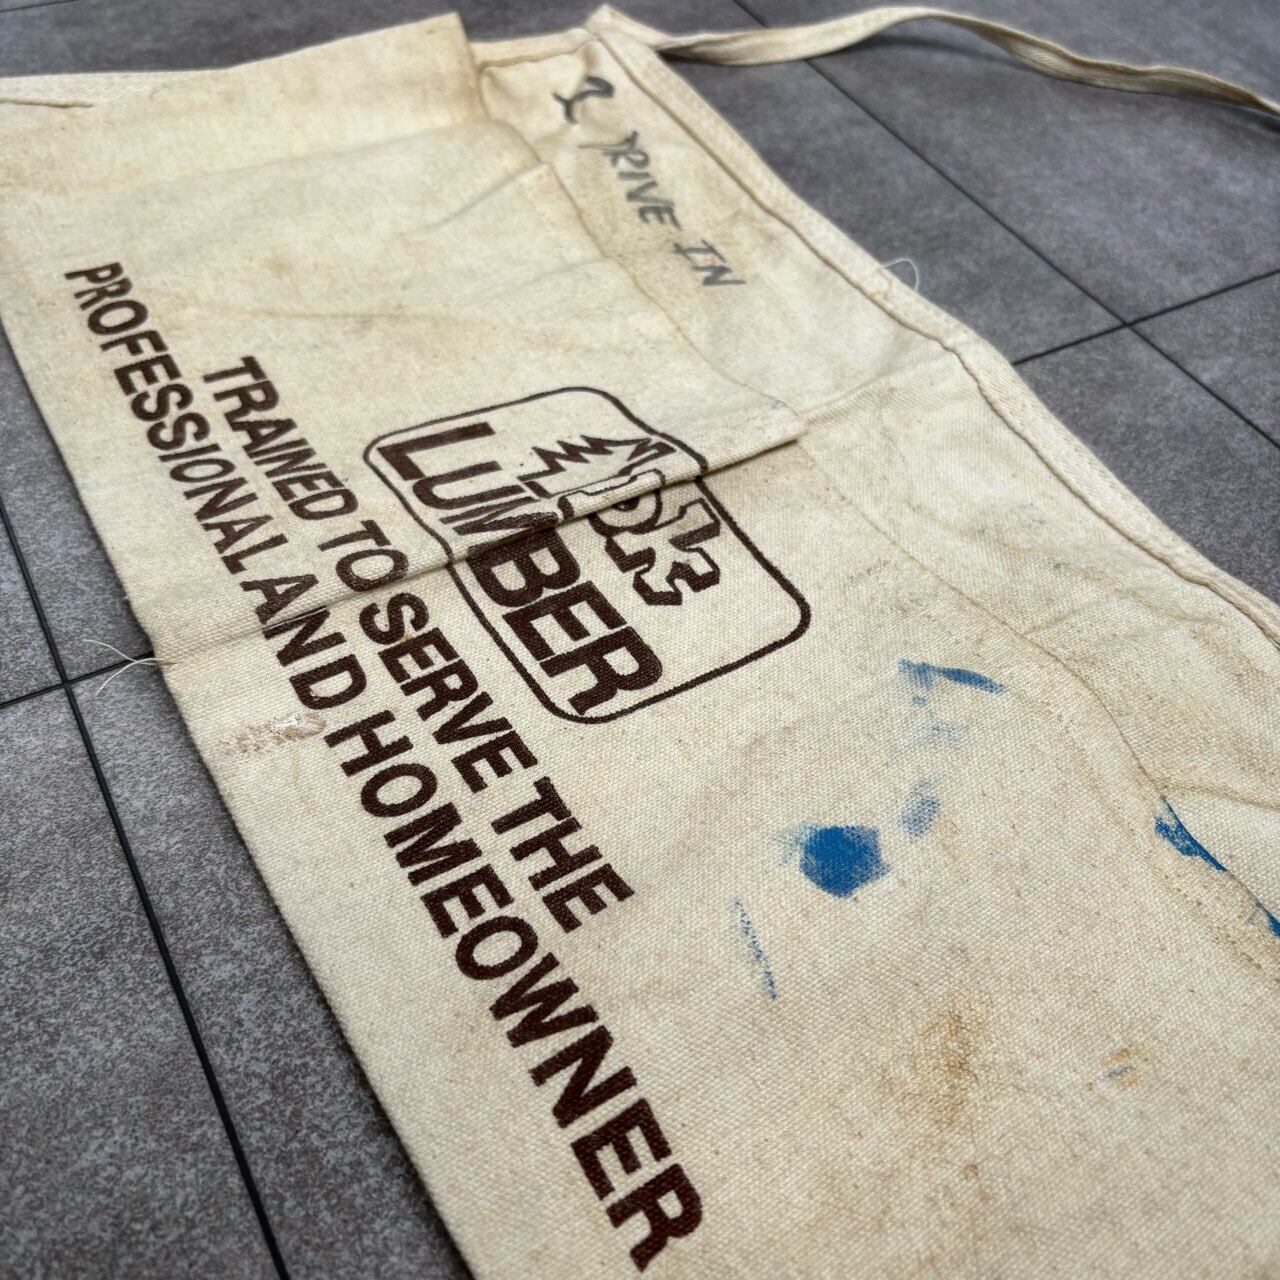 DRIVE IN
LUMBER
TRAINED TO SERVE THE
PROFESSIONAL AND HOMEOWNER